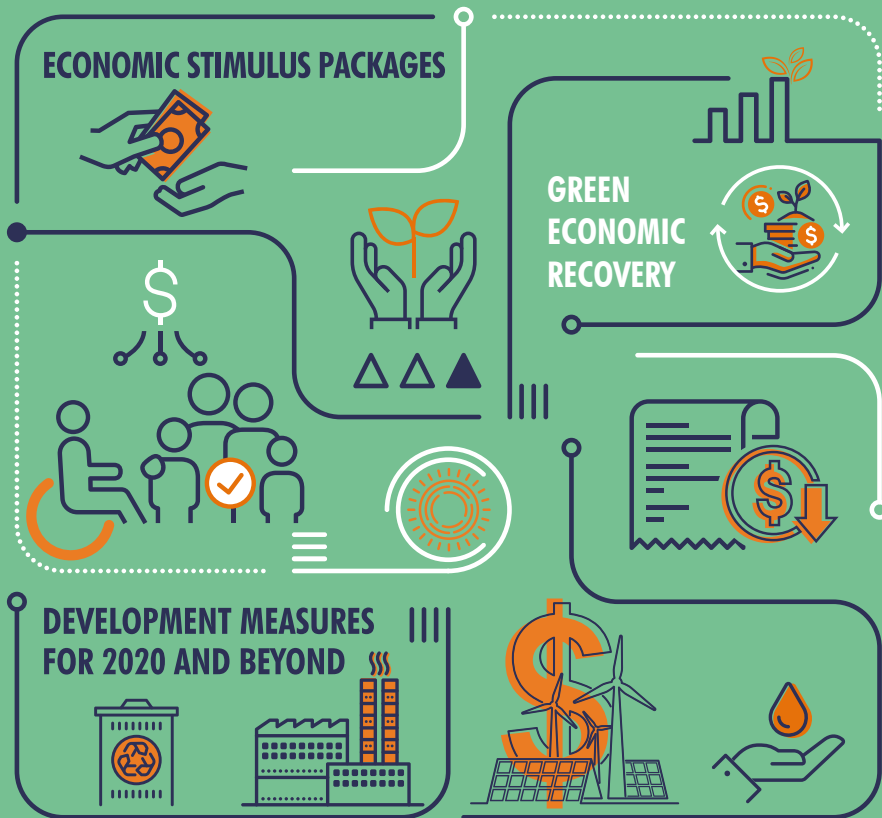 ECONOMIC STIMULUS PACKAGES
GREEN
ECONOMIC
RECOVERY
$
$
$
$
DEVELOPMENT MEASURES
FOR 2020 AND BEYOND
$